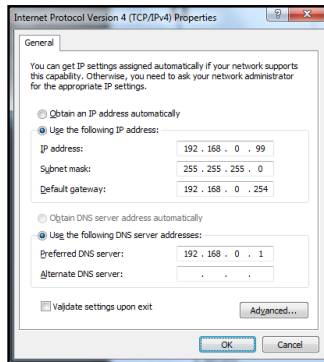 Internet Protocol Version 4 (TCP/IPv4) Properties
General
You can get IP settings assigned automatically if your network supports
this capability. Otherwise, you need to ask your network administrator
for the appropriate IP settings.
Obtain an IP address automatically
Use the following IP address:
IP address: 192 . 168 . 0 . 99
Subnet mask: 255 . 255 . 255 . 0
Default gateway: 192 . 168 . 0 . 254
Obtain DNS server address automatically
Use the following DNS server addresses:
Preferred DNS server: 192 . 168 . 0 . 1
Alternate DNS server: . . .
Validate settings upon exit
Advanced...
OK Cancel